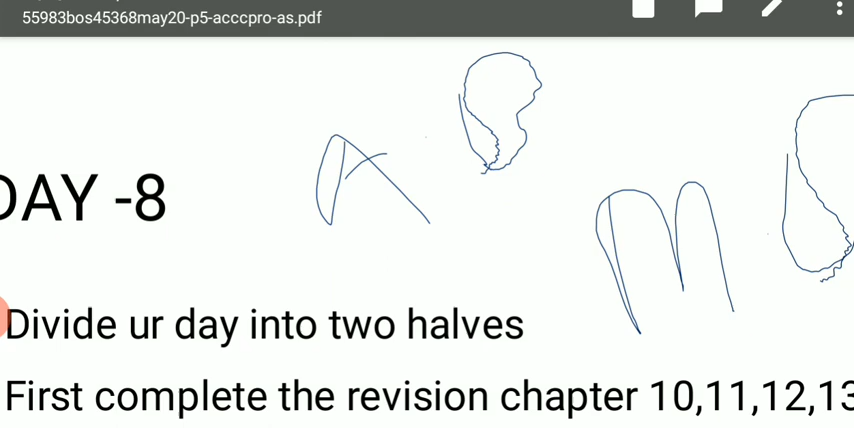 55983bos45368may20-p5-acccpro-as.pdf
A
M
DAY -8
Divide ur day into two halves
First complete the revision chapter 10,11,12,13